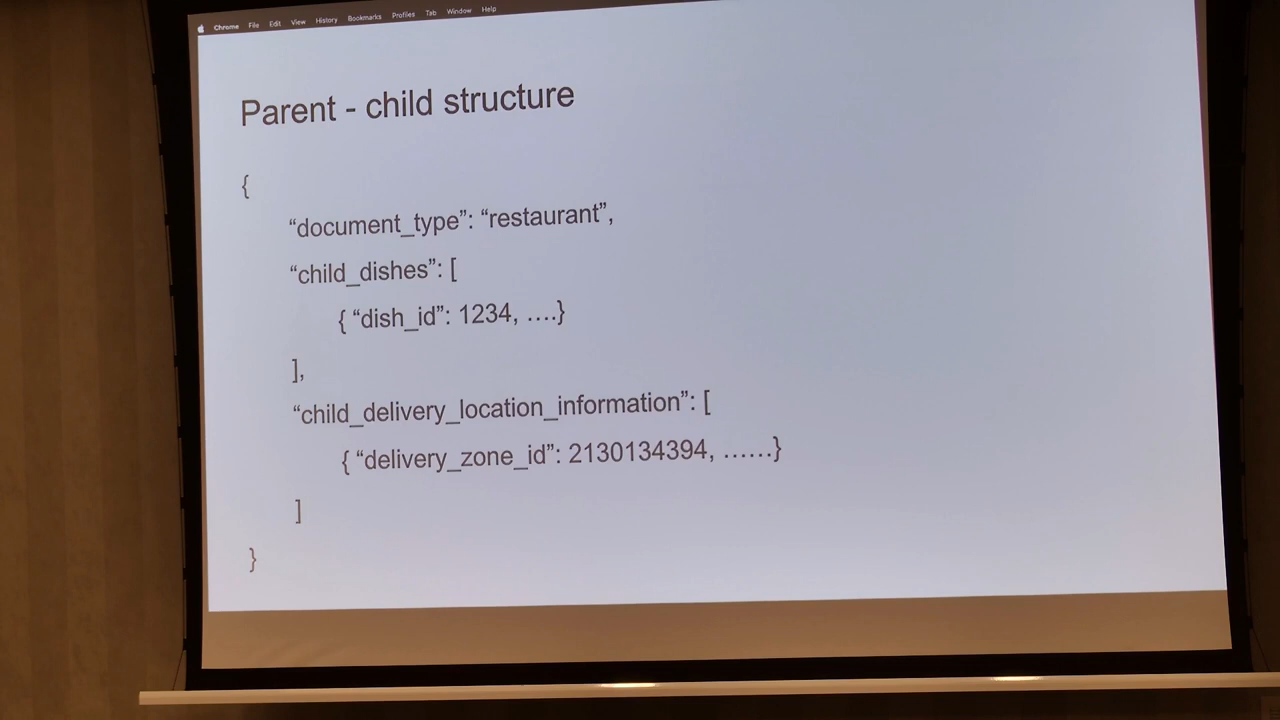 Chrome File Edit View History Bookmarks Profiles Tab Window Help
Parent - child structure
{
“document_type”: “restaurant”,
“child_dishes”: [
{ “dish_id”: 1234, ….}
],
“child_delivery_location_information”: [
{ “delivery_zone_id”: 2130134394, ……}
]
}